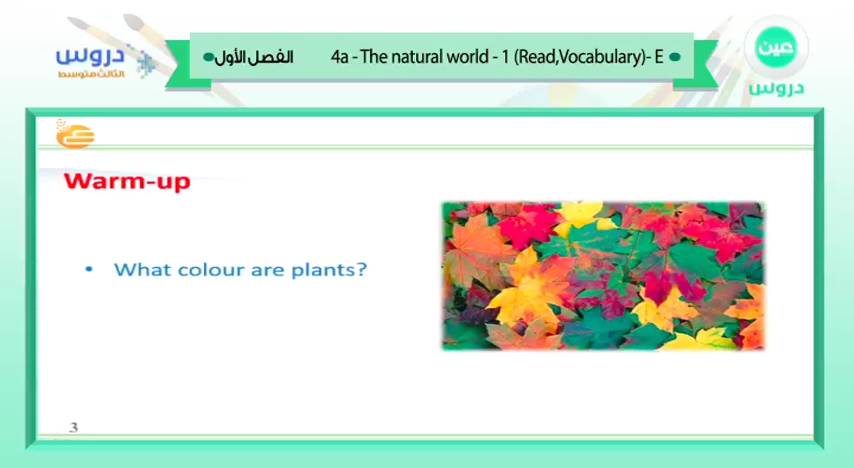 دروس
الثالث متوسط
الفصل الأول
4a - The natural world - 1 (Read,Vocabulary)- E
عين
دروس
Warm-up
• What colour are plants?
3